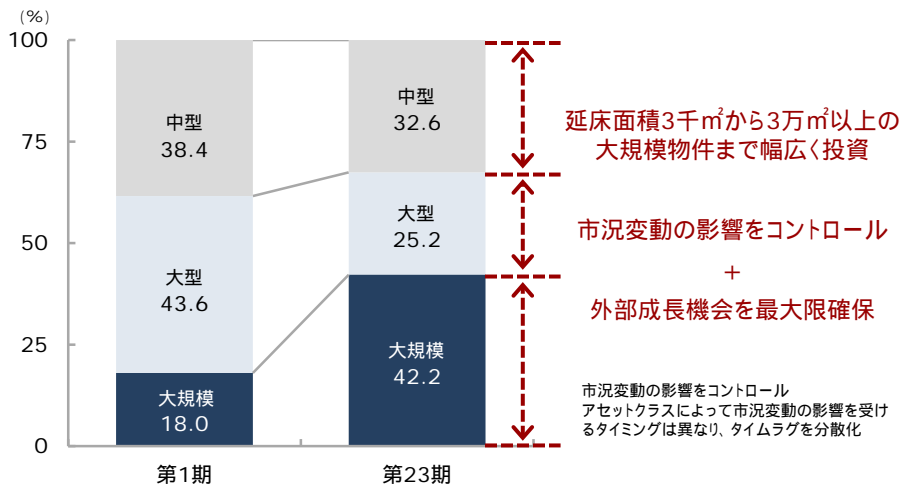 (%)
100
75
50
25
0
中型
38.4
大型
43.6
大規模
18.0
第1期
中型
32.6
大型
25.2
大規模
42.2
第23期
延床面積3千㎡から3万㎡以上の
大規模物件まで幅広く投資
市況変動の影響をコントロール
+
外部成長機会を最大限確保
市況変動の影響をコントロール
アセットクラスによって市況変動の影響を受け
るタイミングは異なり、タイムラグを分散化